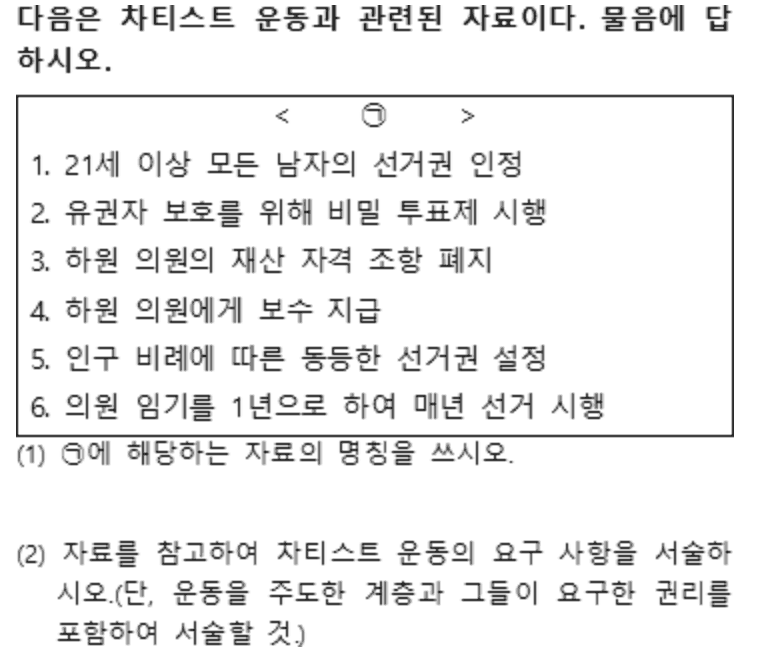 다음은 차티스트 운동과 관련된 자료이다. 물음에 답
하시오.
< ㉠ >
1. 21세 이상 모든 남자의 선거권 인정
2. 유권자 보호를 위해 비밀 투표제 시행
3. 하원 의원의 재산 자격 조항 폐지
4. 하원 의원에게 보수 지급
5. 인구 비례에 따른 동등한 선거권 설정
6. 의원 임기를 1년으로 하여 매년 선거 시행
(1) ㉠에 해당하는 자료의 명칭을 쓰시오.
(2) 자료를 참고하여 차티스트 운동의 요구 사항을 서술하
시오.(단, 운동을 주도한 계층과 그들이 요구한 권리를
포함하여 서술할 것.)